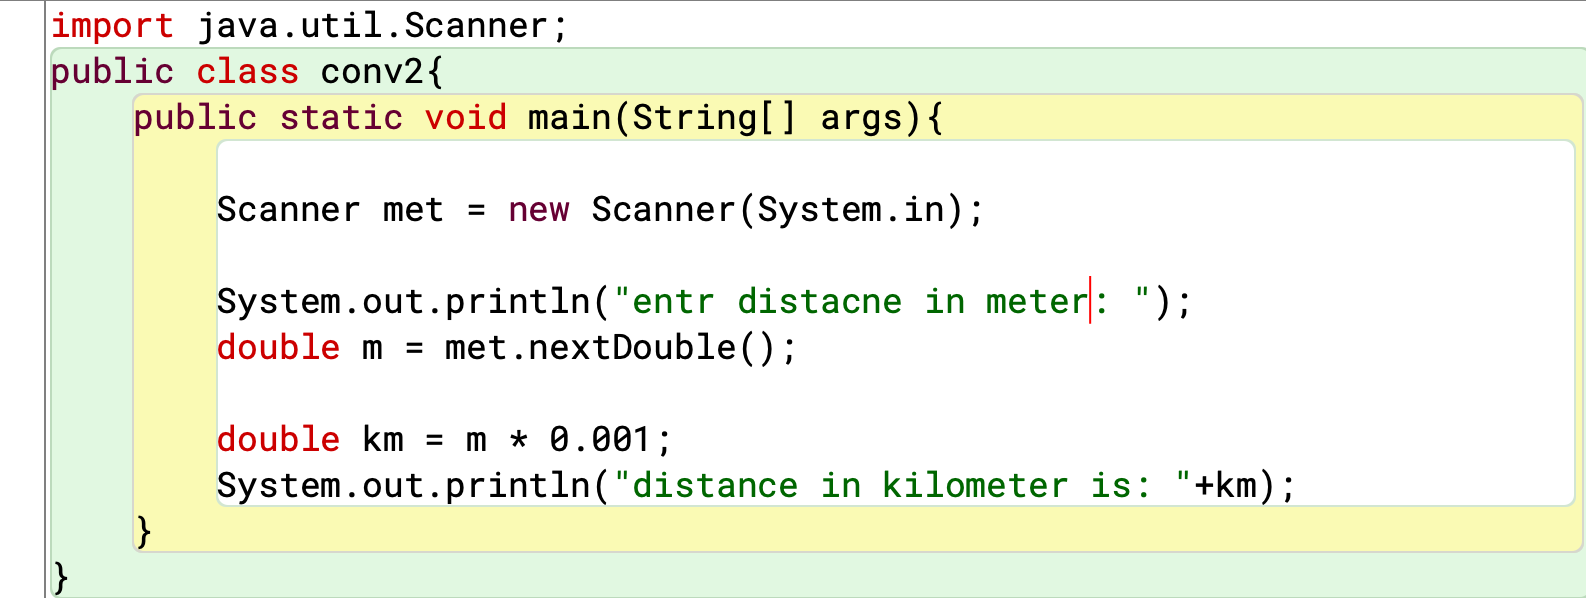 import java.util.Scanner;
public class conv2{
public static void main(String[] args){
Scanner met = new Scanner(System.in);
System.out.println("entr distacne in meter: ");
double m = met.nextDouble();
double km = m * 0.001;
System.out.println("distance in kilometer is: "+km);
}
}